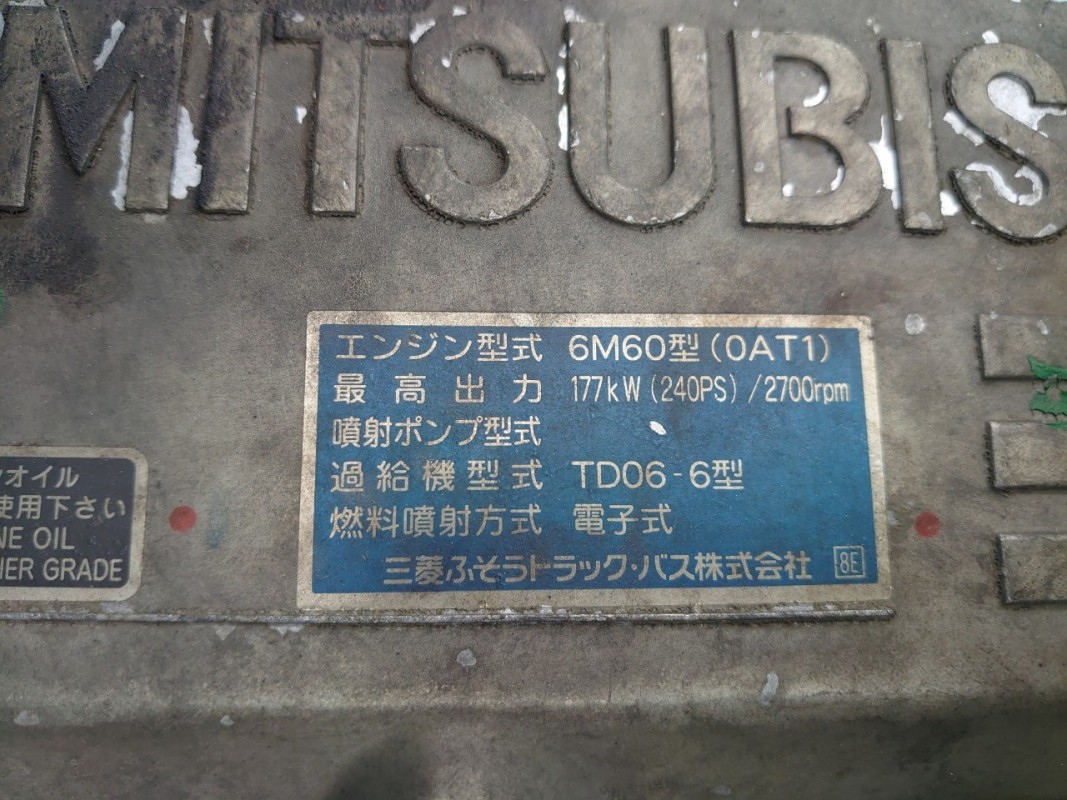 MITSUBIS
エンジン型式 6M60型(0AT1)
最高出力 177kW(240PS)/2700rpm
噴射ポンプ型式
過給機型式 TD06-6型
燃料噴射方式 電子式
三菱ふそうトラック・バス株式会社 8E
オイル
使用下さい
NE OIL
IER GRADE